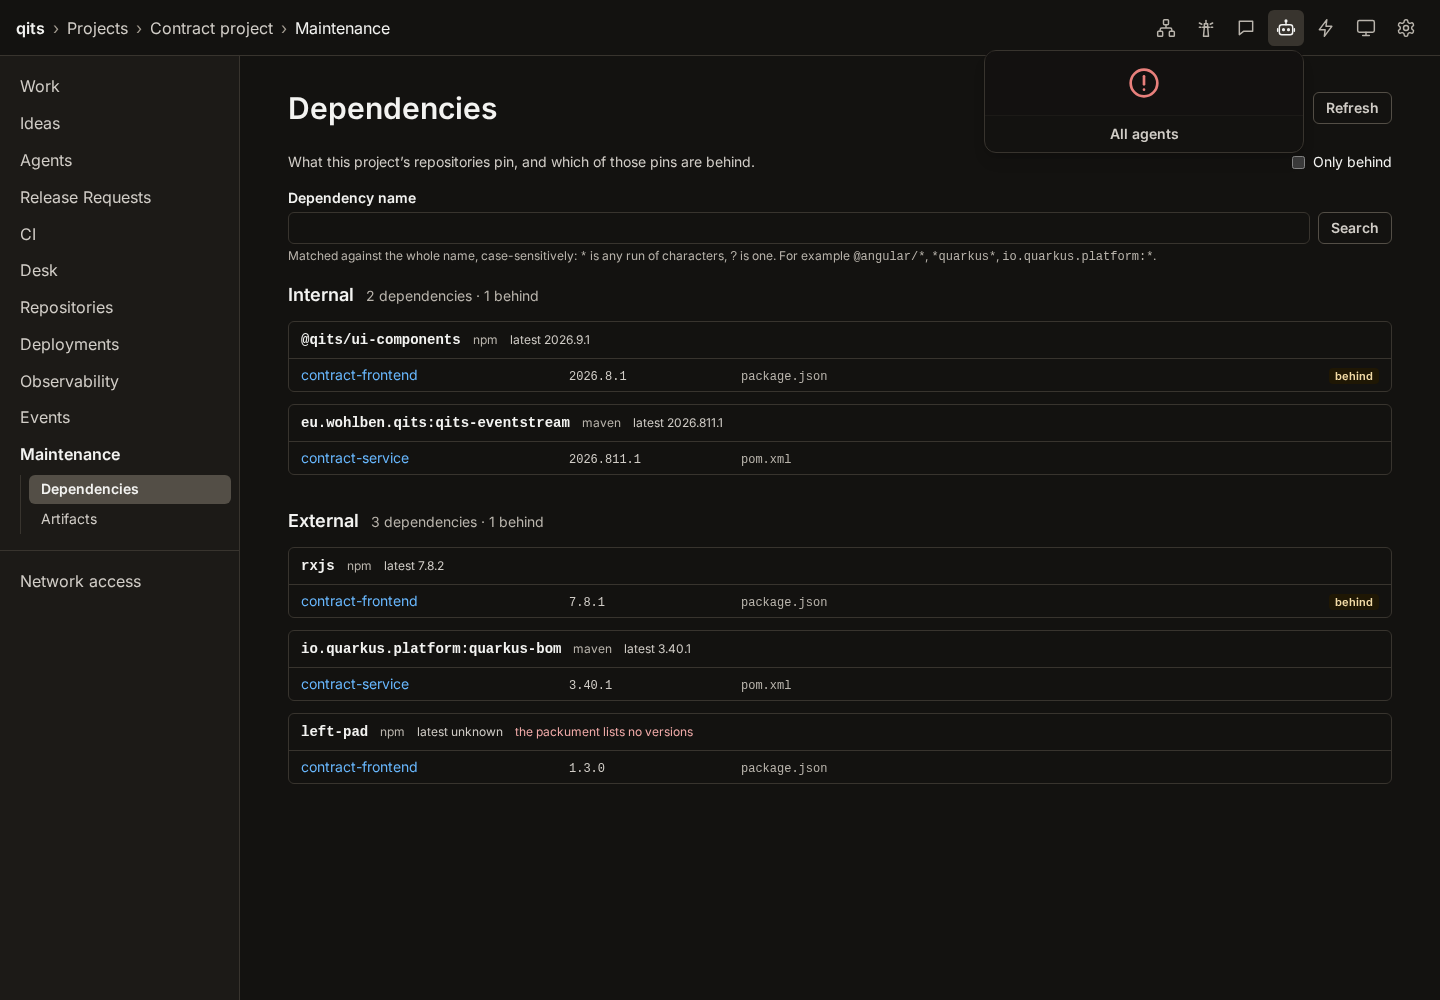 qits › Projects › Contract project › Maintenance
Work
Ideas
Agents
Release Requests
CI
Desk
Repositories
Deployments
Observability
Events
Maintenance
Dependencies
Artifacts
Network access
All agents
Dependencies
Refresh
What this project's repositories pin, and which of those pins are behind.
Only behind
Dependency name
Search
Matched against the whole name, case-sensitively: * is any run of characters, ? is one. For example @angular/*, *quarkus*, io.quarkus.platform:*.
Internal 2 dependencies · 1 behind
@qits/ui-components npm latest 2026.9.1
contract-frontend 2026.8.1 package.json behind
eu.wohlben.qits:qits-eventstream maven latest 2026.811.1
contract-service 2026.811.1 pom.xml
External 3 dependencies · 1 behind
rxjs npm latest 7.8.2
contract-frontend 7.8.1 package.json behind
io.quarkus.platform:quarkus-bom maven latest 3.40.1
contract-service 3.40.1 pom.xml
left-pad npm latest unknown the packument lists no versions
contract-frontend 1.3.0 package.json